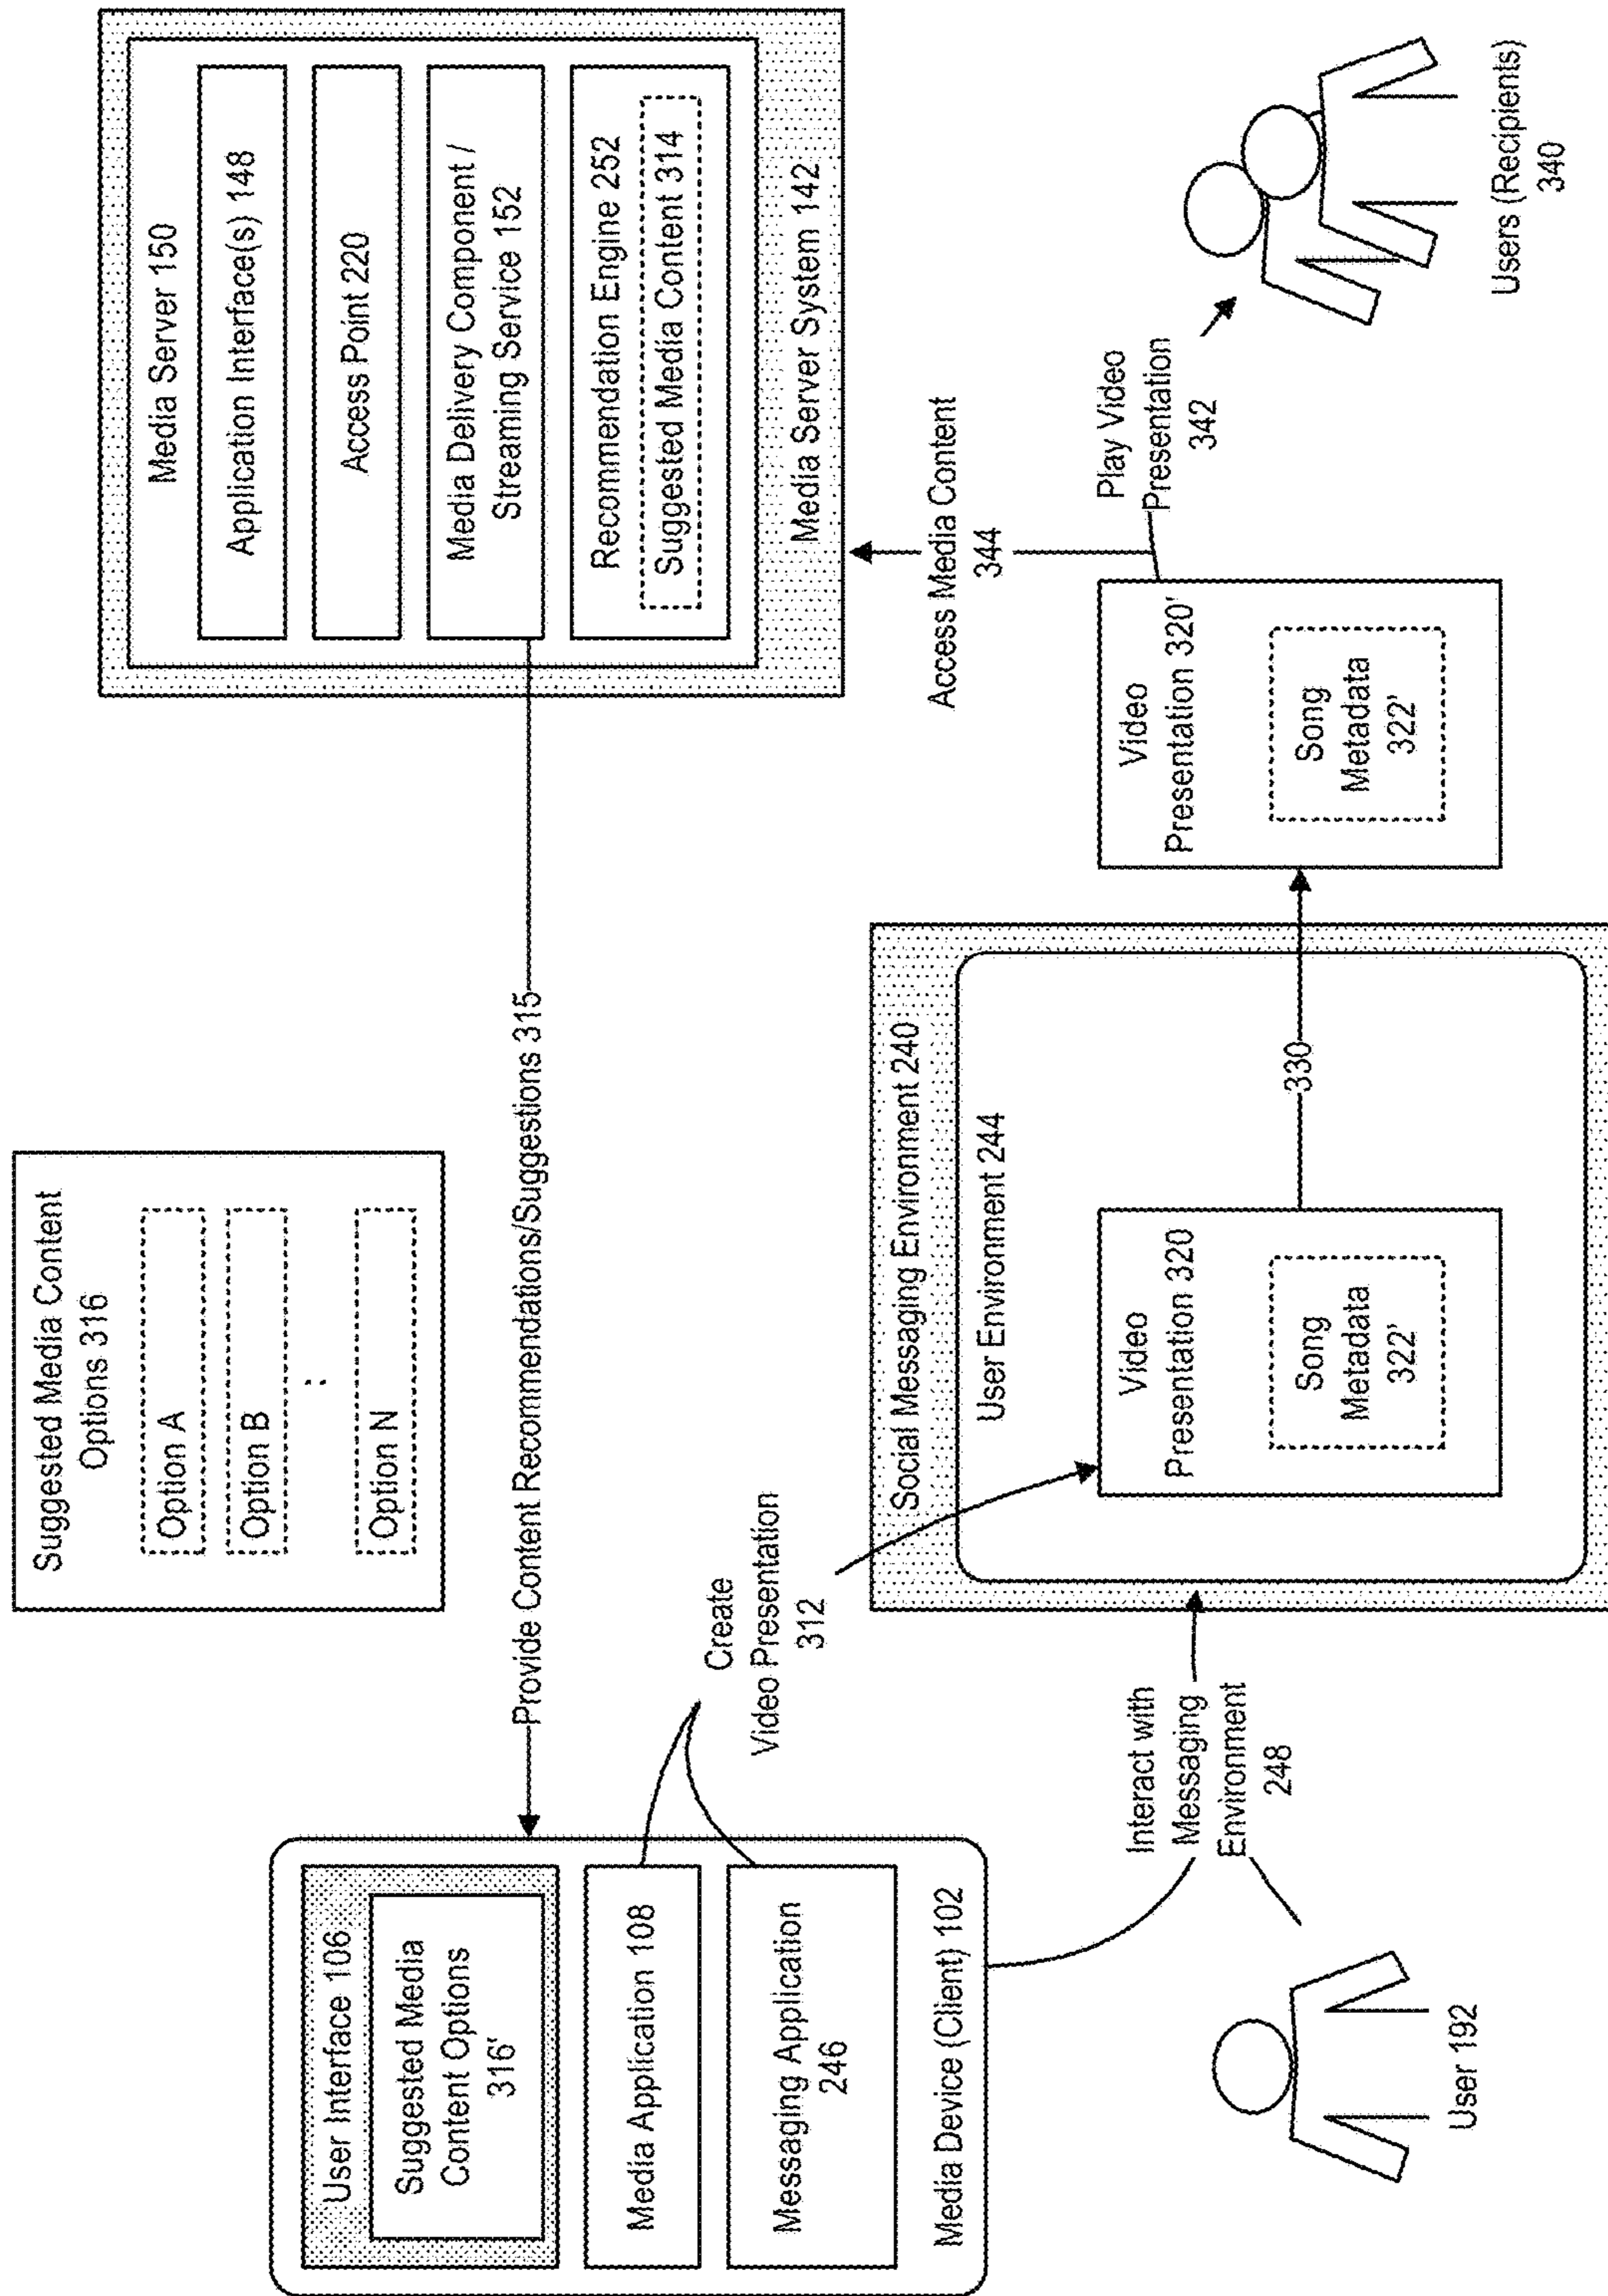 User Interface 106
Suggested Media
Content Options
316'
Media Application 108
Messaging Application
246
Media Device (Client) 102
User 192
Suggested Media Content
Options 316
Option A
Option B
:
Option N
Provide Content Recommendations/Suggestions 315
Create
Video Presentation
312
Interact with
Messaging
Environment
248
Social Messaging Environment 240
User Environment 244
Video
Presentation 320
Song
Metadata
322'
330
Media Server 150
Application Interface(s) 148
Access Point 220
Media Delivery Component /
Streaming Service 152
Recommendation Engine 252
Suggested Media Content 314
Media Server System 142
Access Media Content
344
Video
Presentation 320'
Song
Metadata
322'
Play Video
Presentation
342
Users (Recipients)
340